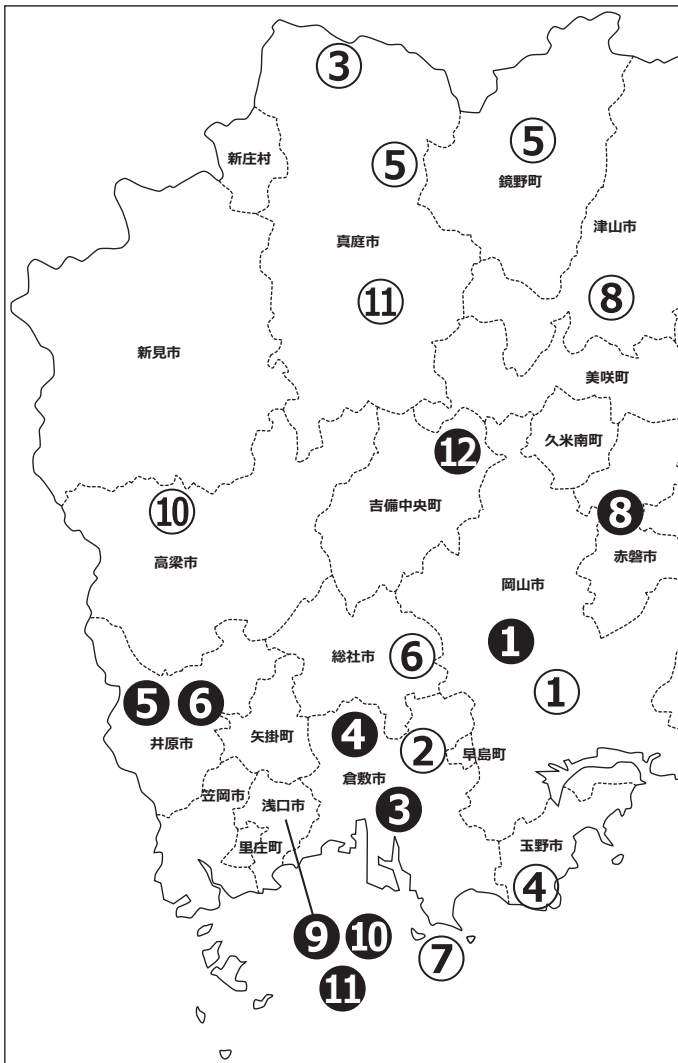 ③
⑤
⑤
新庄村
鏡野町
津山市
真庭市
⑪
⑧
新見市
美咲町
久米南町
⓬
⑩
吉備中央町
❽
高梁市
赤磐市
岡山市
❶
総社市
⑥
①
❺ ❻
矢掛町
❹
②
井原市
早島町
倉敷市
笠岡市
浅口市
❸
里庄町
玉野市
④
❾ ❿
⑦
⓫